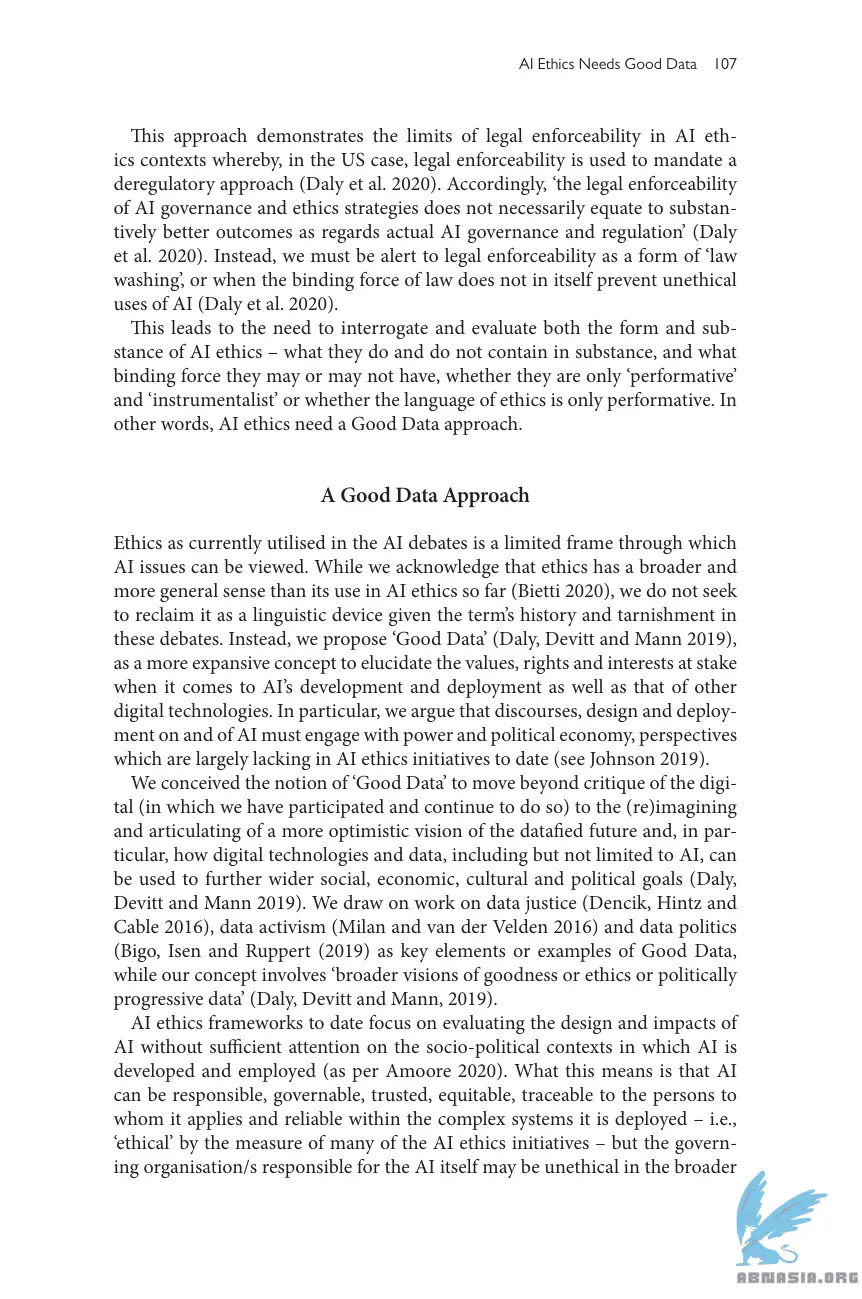 AI Ethics Needs Good Data 107
This approach demonstrates the limits of legal enforceability in AI eth-
ics contexts whereby, in the US case, legal enforceability is used to mandate a
deregulatory approach (Daly et al. 2020). Accordingly, ‘the legal enforceability
of AI governance and ethics strategies does not necessarily equate to substan-
tively better outcomes as regards actual AI governance and regulation’ (Daly
et al. 2020). Instead, we must be alert to legal enforceability as a form of ‘law
washing’, or when the binding force of law does not in itself prevent unethical
uses of AI (Daly et al. 2020).
This leads to the need to interrogate and evaluate both the form and sub-
stance of AI ethics – what they do and do not contain in substance, and what
binding force they may or may not have, whether they are only ‘performative’
and ‘instrumentalist’ or whether the language of ethics is only performative. In
other words, AI ethics need a Good Data approach.
A Good Data Approach
Ethics as currently utilised in the AI debates is a limited frame through which
AI issues can be viewed. While we acknowledge that ethics has a broader and
more general sense than its use in AI ethics so far (Bietti 2020), we do not seek
to reclaim it as a linguistic device given the term’s history and tarnishment in
these debates. Instead, we propose ‘Good Data’ (Daly, Devitt and Mann 2019),
as a more expansive concept to elucidate the values, rights and interests at stake
when it comes to AI’s development and deployment as well as that of other
digital technologies. In particular, we argue that discourses, design and deploy-
ment on and of AI must engage with power and political economy, perspectives
which are largely lacking in AI ethics initiatives to date (see Johnson 2019).
We conceived the notion of ‘Good Data’ to move beyond critique of the digi-
tal (in which we have participated and continue to do so) to the (re)imagining
and articulating of a more optimistic vision of the datafied future and, in par-
ticular, how digital technologies and data, including but not limited to AI, can
be used to further wider social, economic, cultural and political goals (Daly,
Devitt and Mann 2019). We draw on work on data justice (Dencik, Hintz and
Cable 2016), data activism (Milan and van der Velden 2016) and data politics
(Bigo, Isen and Ruppert (2019) as key elements or examples of Good Data,
while our concept involves ‘broader visions of goodness or ethics or politically
progressive data’ (Daly, Devitt and Mann, 2019).
AI ethics frameworks to date focus on evaluating the design and impacts of
AI without sufficient attention on the socio-political contexts in which AI is
developed and employed (as per Amoore 2020). What this means is that AI
can be responsible, governable, trusted, equitable, traceable to the persons to
whom it applies and reliable within the complex systems it is deployed – i.e.,
‘ethical’ by the measure of many of the AI ethics initiatives – but the govern-
ing organisation/s responsible for the AI itself may be unethical in the broader
ABNASIA.ORG